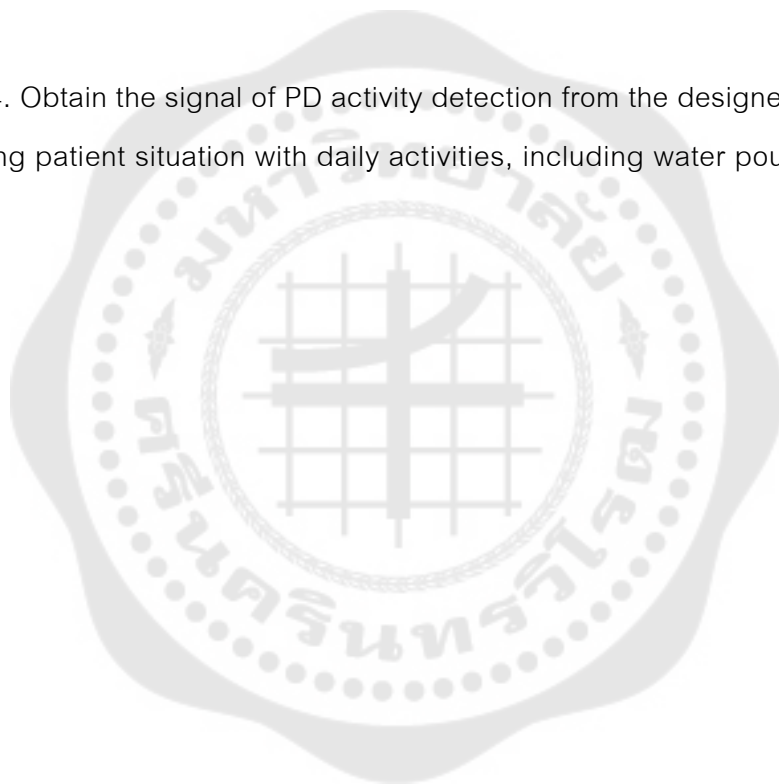 . Obtain the signal of PD activity detection from the designe
ng patient situation with daily activities, including water pou
มหาวิทยาลัย
ศรีนครินทรวิโรฒ